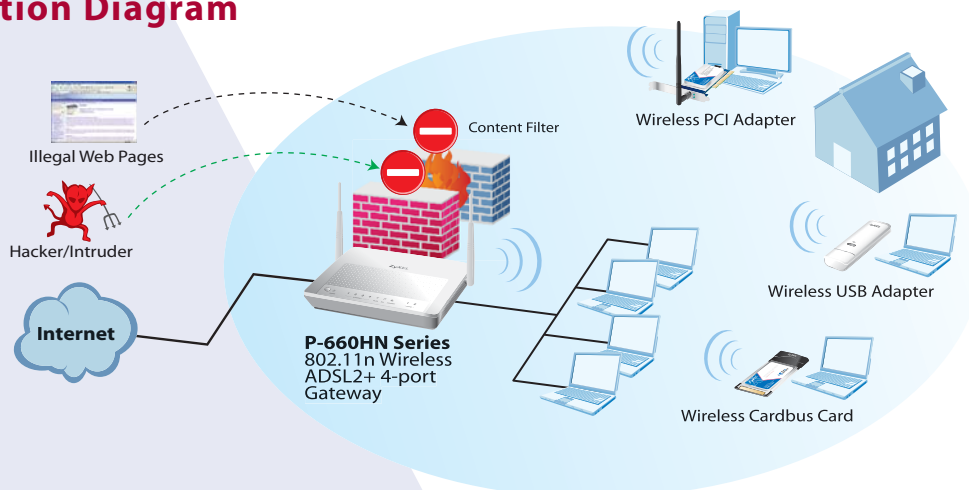 tion Diagram
Illegal Web Pages
Hacker/Intruder
Internet
Content Filter
P-660HN Series
802.11n Wireless
ADSL2+ 4-port
Gateway
Wireless PCI Adapter
Wireless USB Adapter
Wireless Cardbus Card